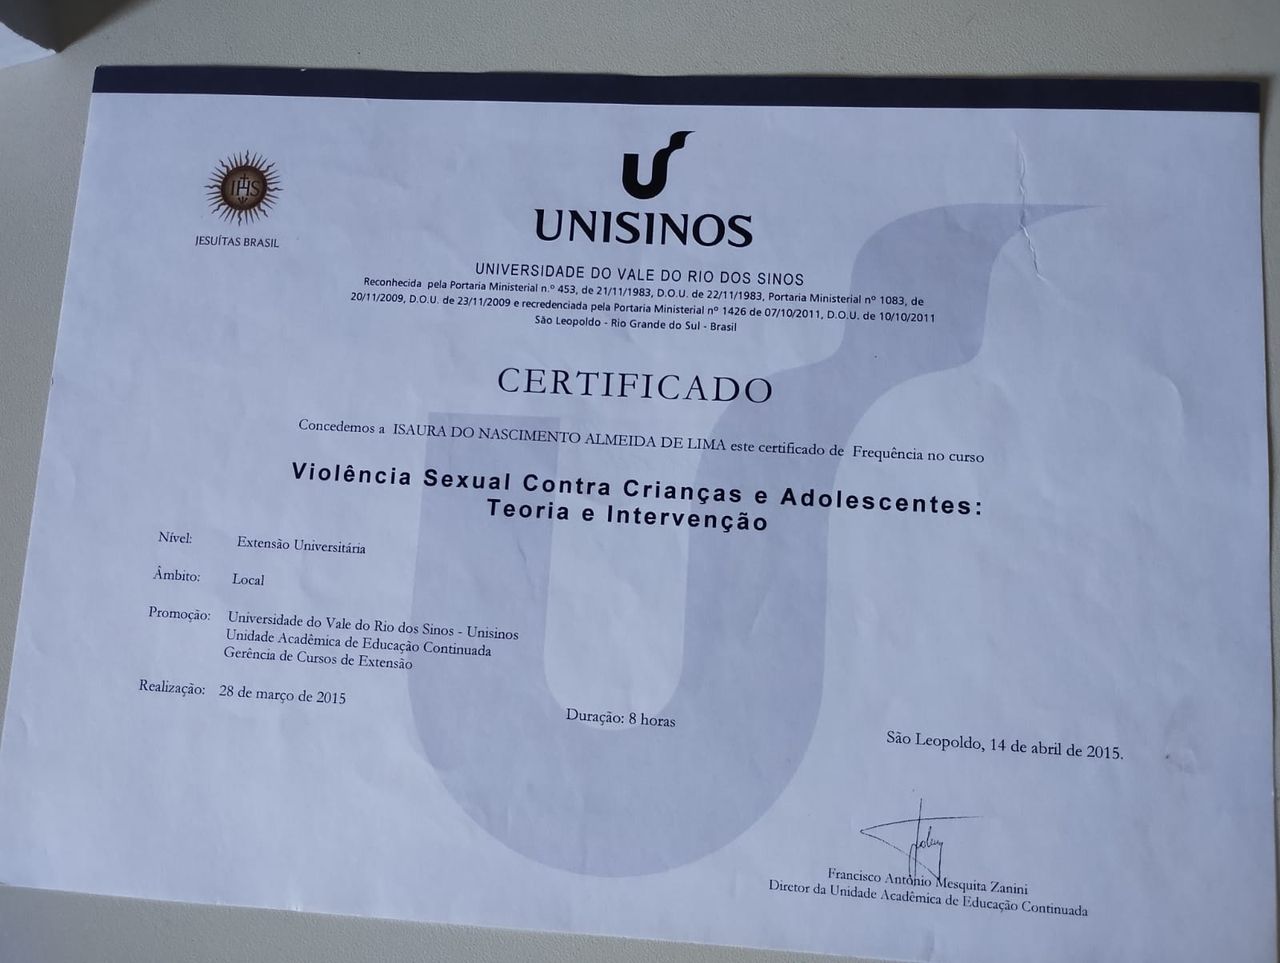 IHS
JESUÍTAS BRASIL
UNISINOS
UNIVERSIDADE DO VALE DO RIO DOS SINOS
Reconhecida pela Portaria Ministerial n.º 453, de 21/11/1983, D.O.U. de 22/11/1983, Portaria Ministerial nº 1083, de
20/11/2009, D.O.U. de 23/11/2009 e recredenciada pela Portaria Ministerial nº 1426 de 07/10/2011, D.O.U. de 10/10/2011
São Leopoldo - Rio Grande do Sul - Brasil
CERTIFICADO
Concedemos a ISAURA DO NASCIMENTO ALMEIDA DE LIMA este certificado de Frequência no curso
Violência Sexual Contra Crianças e Adolescentes:
Teoria e Intervenção
Nível: Extensão Universitária
Âmbito: Local
Promoção: Universidade do Vale do Rio dos Sinos - Unisinos
Unidade Acadêmica de Educação Continuada
Gerência de Cursos de Extensão
Realização: 28 de março de 2015
Duração: 8 horas
São Leopoldo, 14 de abril de 2015.
Francisco Antônio Mesquita Zanini
Diretor da Unidade Acadêmica de Educação Continuada